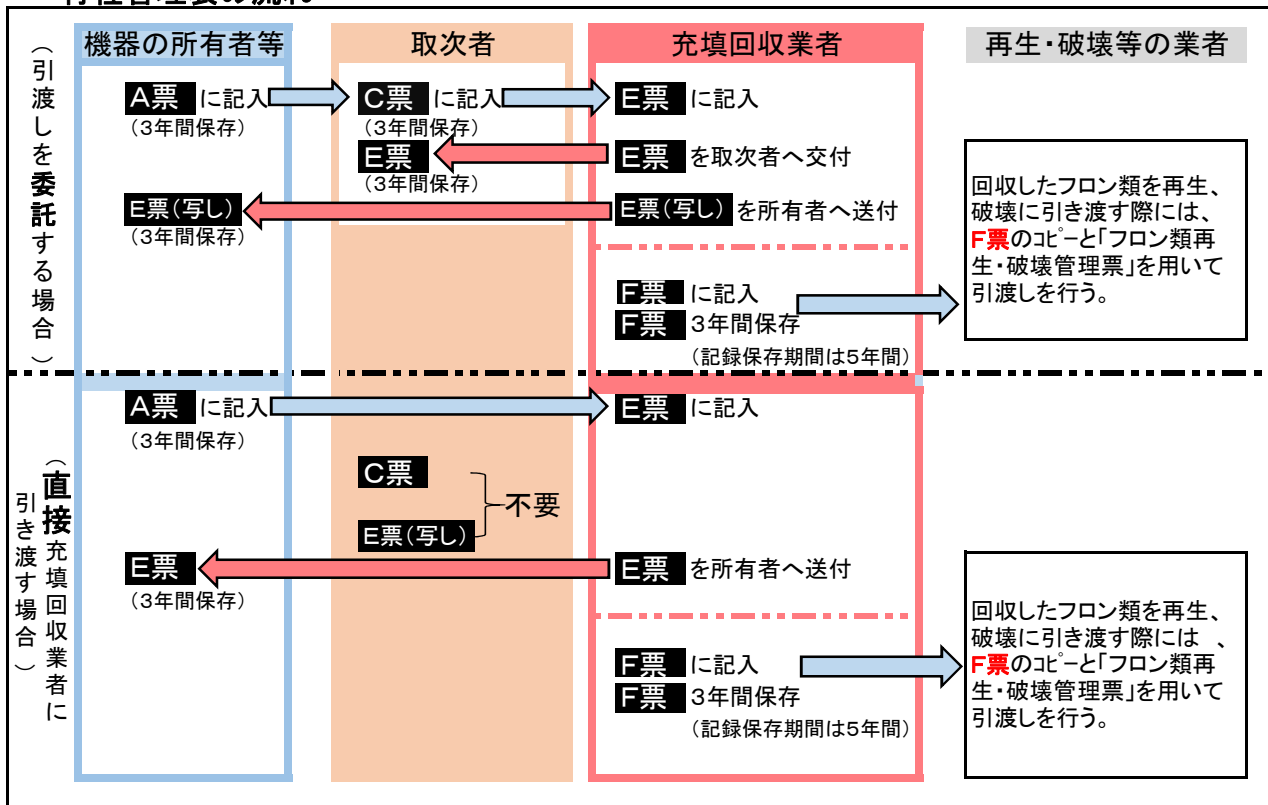 機器の所有者等
取次者
充填回収業者
再生・破壊等の業者
（引渡しを委託する場合）
A票 に記入
（3年間保存）
C票 に記入
（3年間保存）
E票 に記入
E票
（3年間保存）
E票 を取次者へ交付
E票（写し）
（3年間保存）
E票（写し） を所有者へ送付
F票 に記入
F票 3年間保存
（記録保存期間は5年間）
回収したフロン類を再生、
破壊に引き渡す際には、
F票のコピーと「フロン類再
生・破壊管理票」を用いて
引渡しを行う。
（直接充填回収業者に
引き渡す場合）
A票 に記入
（3年間保存）
E票 に記入
C票
E票（写し）
不要
E票
（3年間保存）
E票 を所有者へ送付
F票 に記入
F票 3年間保存
（記録保存期間は5年間）
回収したフロン類を再生、
破壊に引き渡す際には 、
F票のコピーと「フロン類再
生・破壊管理票」を用いて
引渡しを行う。